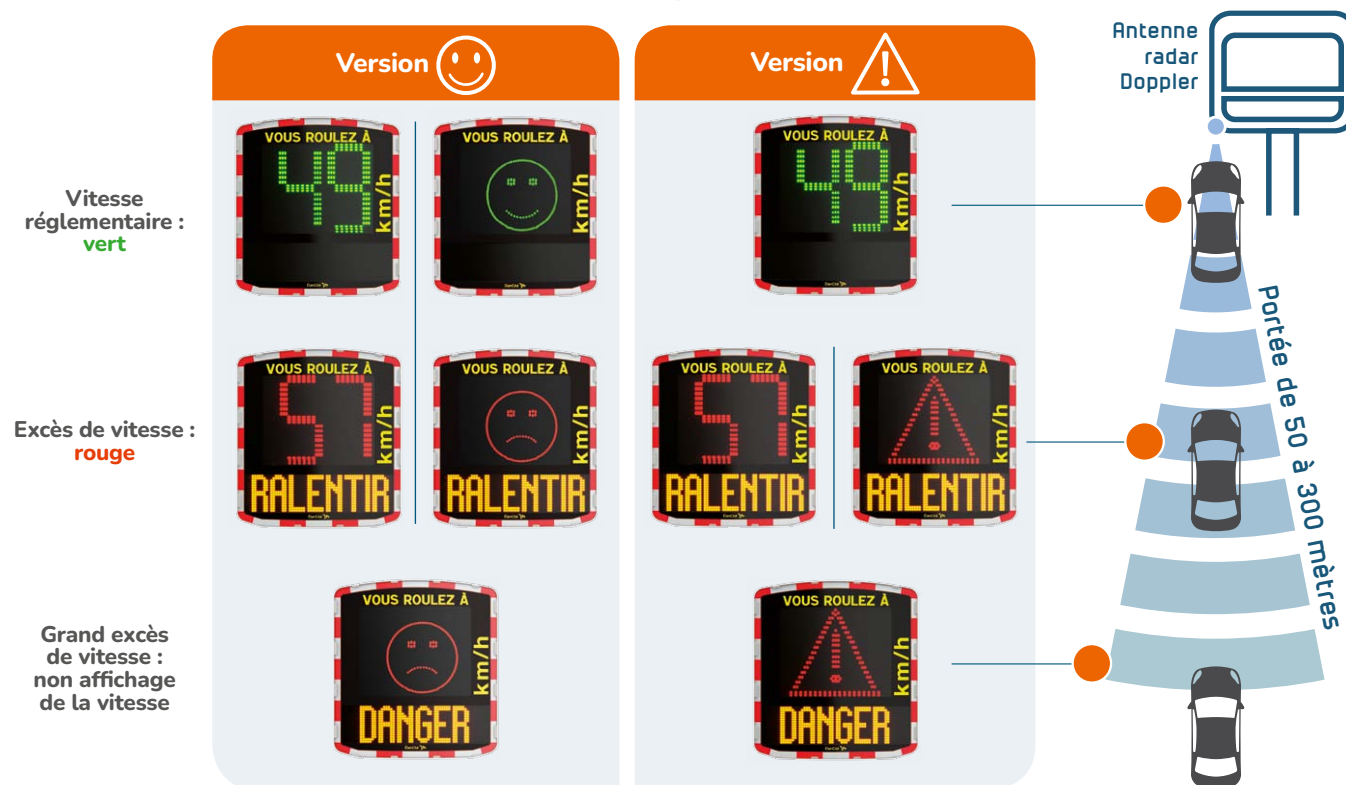 Version
Version
Antenne
radar
Doppler
Vitesse
réglementaire :
vert
VOUS ROULEZ À
49
km/h
VOUS ROULEZ À
km/h
VOUS ROULEZ À
49
km/h
Excès de vitesse :
rouge
VOUS ROULEZ À
57
km/h
RALENTIR
VOUS ROULEZ À
km/h
RALENTIR
VOUS ROULEZ À
57
km/h
RALENTIR
VOUS ROULEZ À
km/h
RALENTIR
Portée de 50 à 300 mètres
Grand excès
de vitesse :
non affichage
de la vitesse
VOUS ROULEZ À
km/h
DANGER
VOUS ROULEZ À
km/h
DANGER